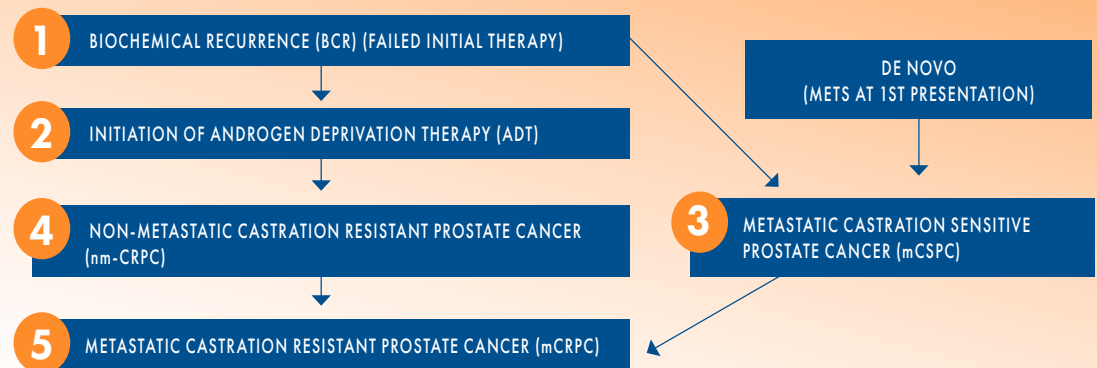 1
BIOCHEMICAL RECURRENCE (BCR) (FAILED INITIAL THERAPY)
DE NOVO
(METS AT 1ST PRESENTATION)
2
INITIATION OF ANDROGEN DEPRIVATION THERAPY (ADT)
4
NON-METASTATIC CASTRATION RESISTANT PROSTATE CANCER
(nm-CRPC)
3
METASTATIC CASTRATION SENSITIVE
PROSTATE CANCER (mCSPC)
5
METASTATIC CASTRATION RESISTANT PROSTATE CANCER (mCRPC)